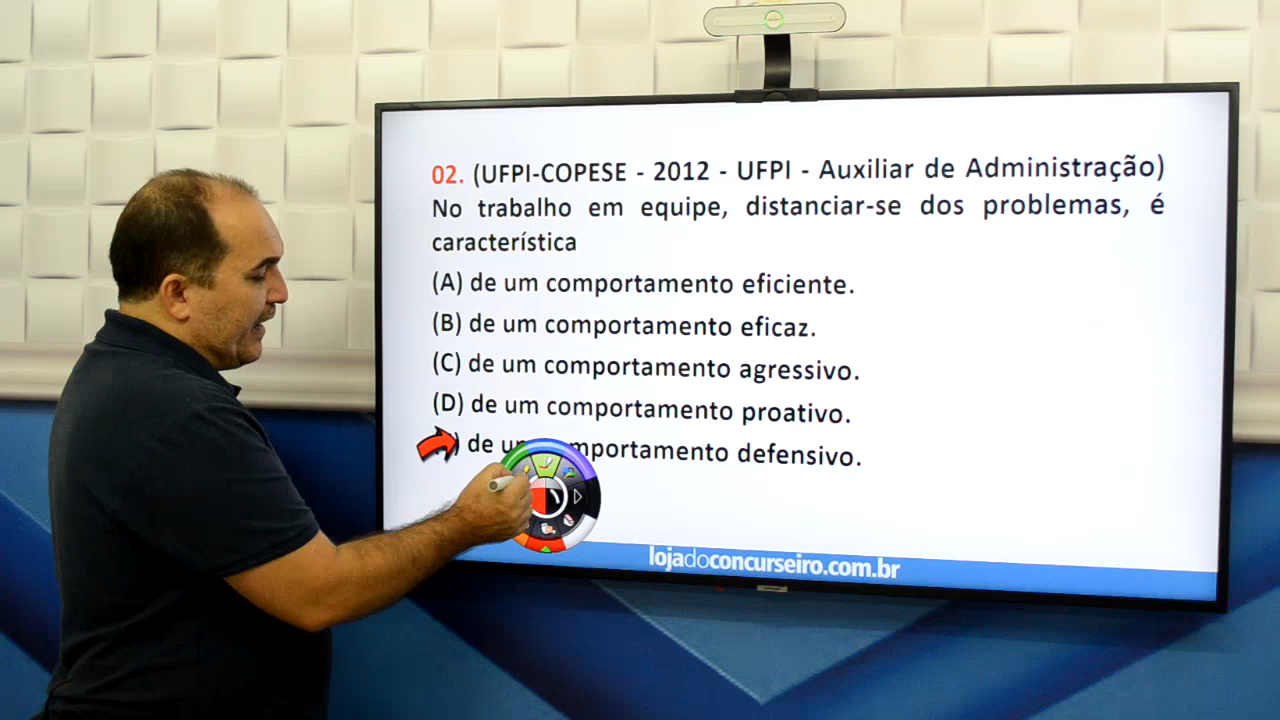 02. (UFPI-COPESE - 2012 - UFPI - Auxiliar de Administração)
No trabalho em equipe, distanciar-se dos problemas, é
característica
(A) de um comportamento eficiente.
(B) de um comportamento eficaz.
(C) de um comportamento agressivo.
(D) de um comportamento proativo.
de comportamento defensivo.
lojadoconcurseiro.com.br